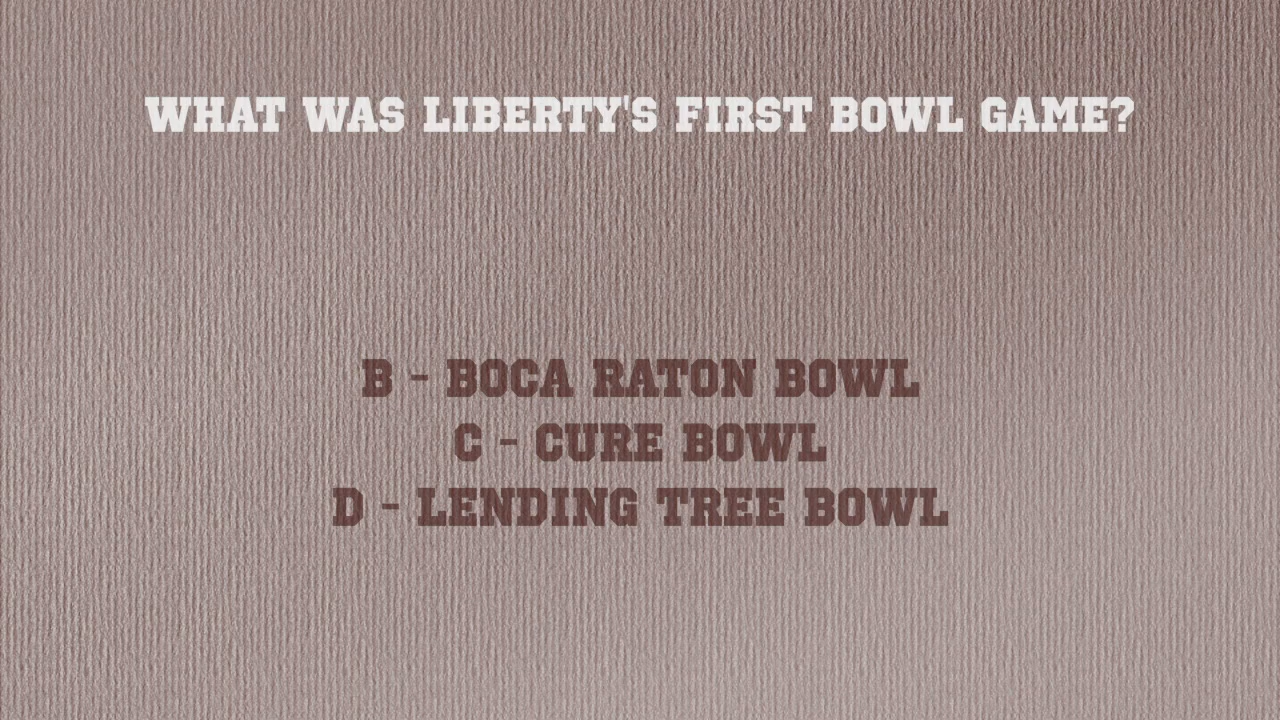 WHAT WAS LIBERTY'S FIRST BOWL GAME?
B - BOCA RATON BOWL
C - CURE BOWL
D - LENDING TREE BOWL